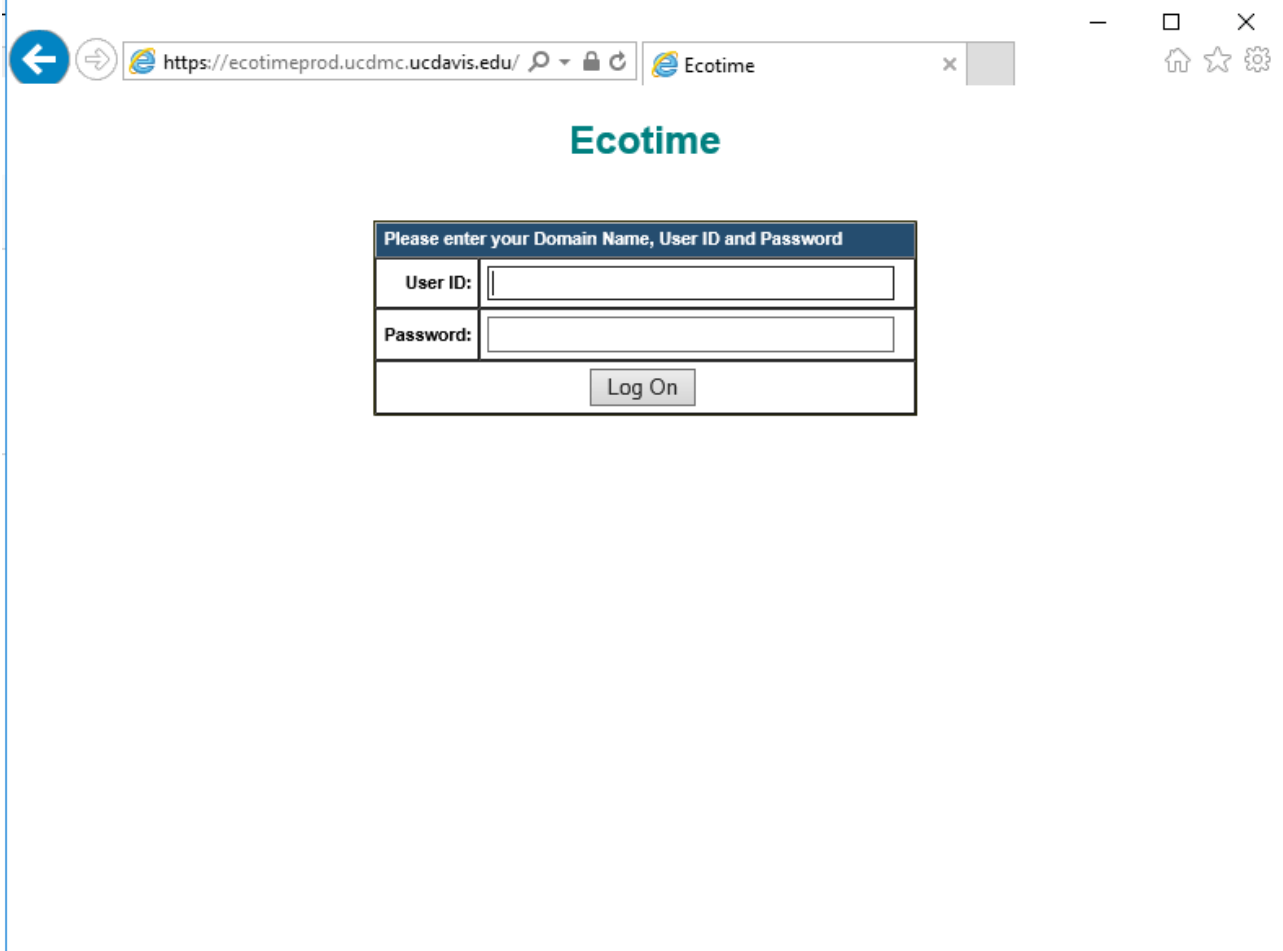 https://ecotimeprod.ucdmc.ucdavis.edu/
Ecotime
Ecotime
Please enter your Domain Name, User ID and Password
User ID:
Password:
Log On